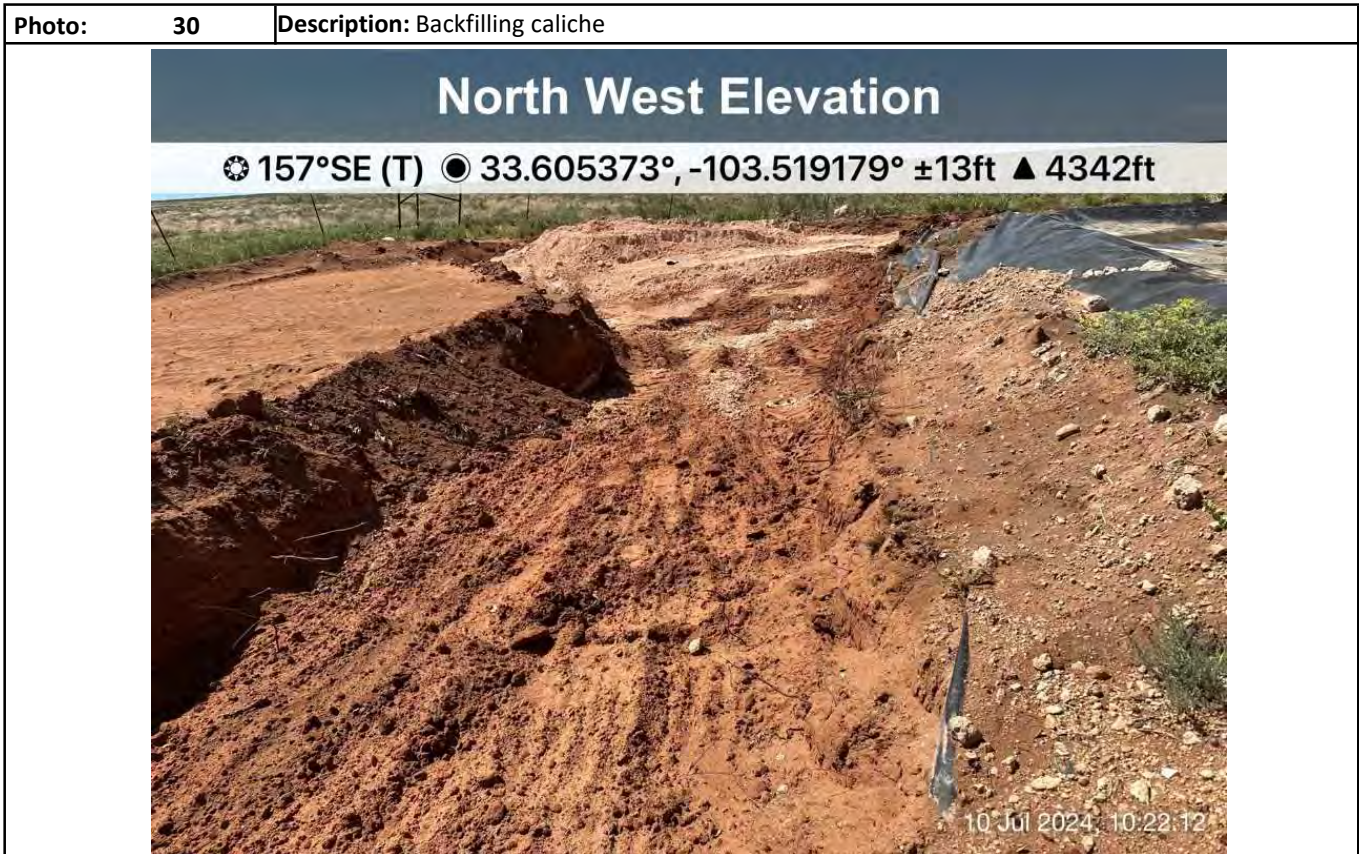 Photo: 30 Description: Backfilling caliche
North West Elevation
157°SE (T) 33.605373°, -103.519179° ±13ft ▲ 4342ft
10 Jul 2024, 10:22:12